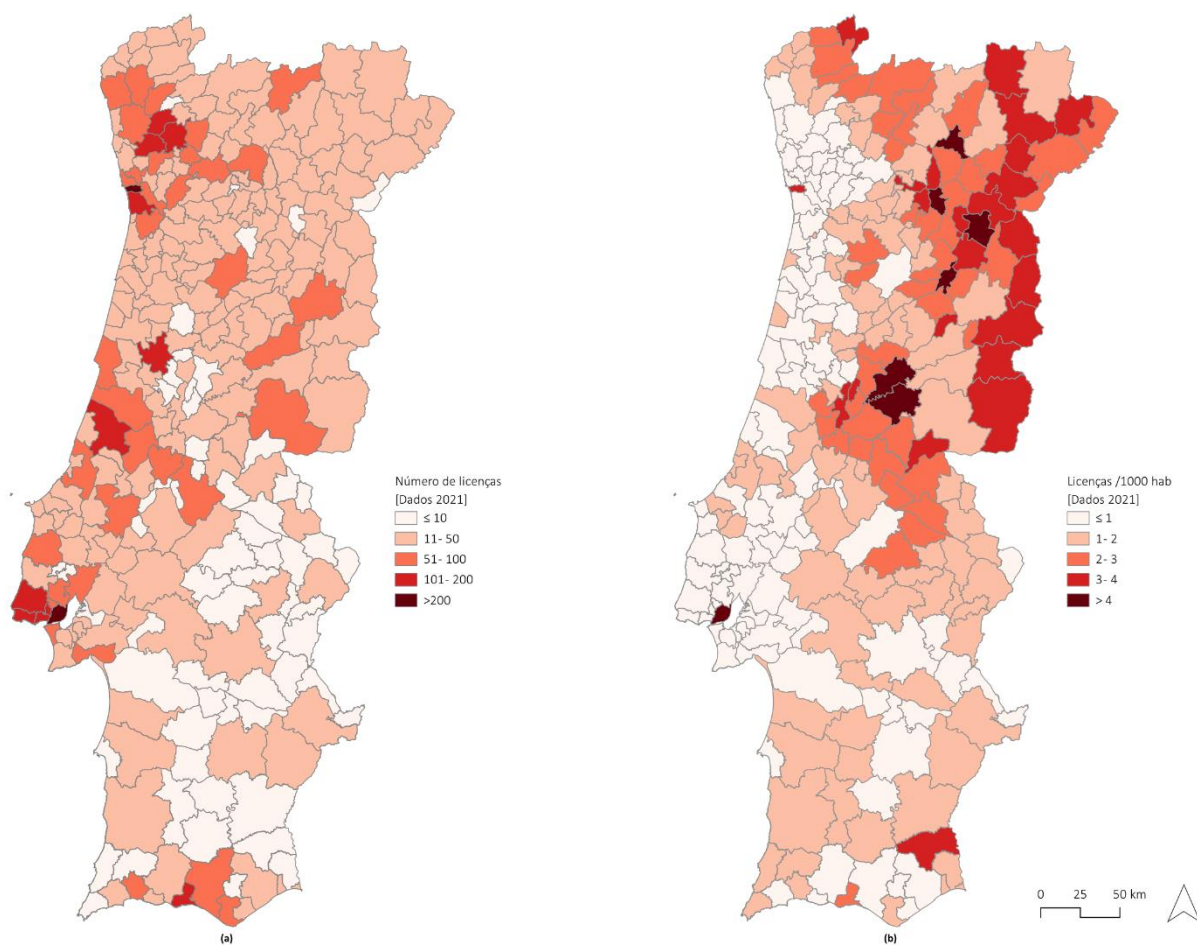 Número de licenças
[Dados 2021]
≤ 10
11- 50
51- 100
101- 200
>200
(a)
Licenças /1000 hab
[Dados 2021]
≤ 1
1- 2
2- 3
3- 4
> 4
0 25 50 km
(b)